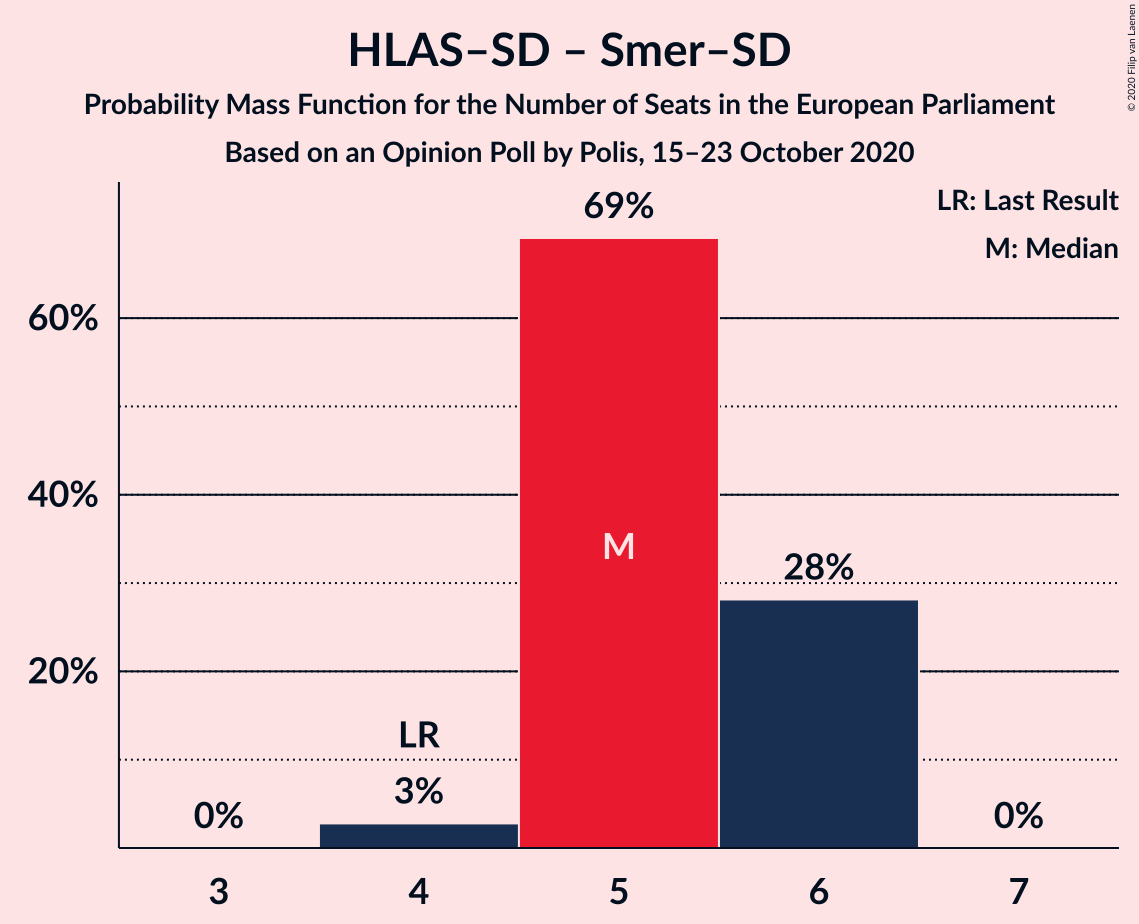 HLAS–SD – Smer–SD
Probability Mass Function for the Number of Seats in the European Parliament
Based on an Opinion Poll by Polis, 15–23 October 2020
© 2020 Filip van Laenen
LR: Last Result
M: Median
69%
60%
40%
M
28%
20%
LR
3%
0%
0%
3 4 5 6 7